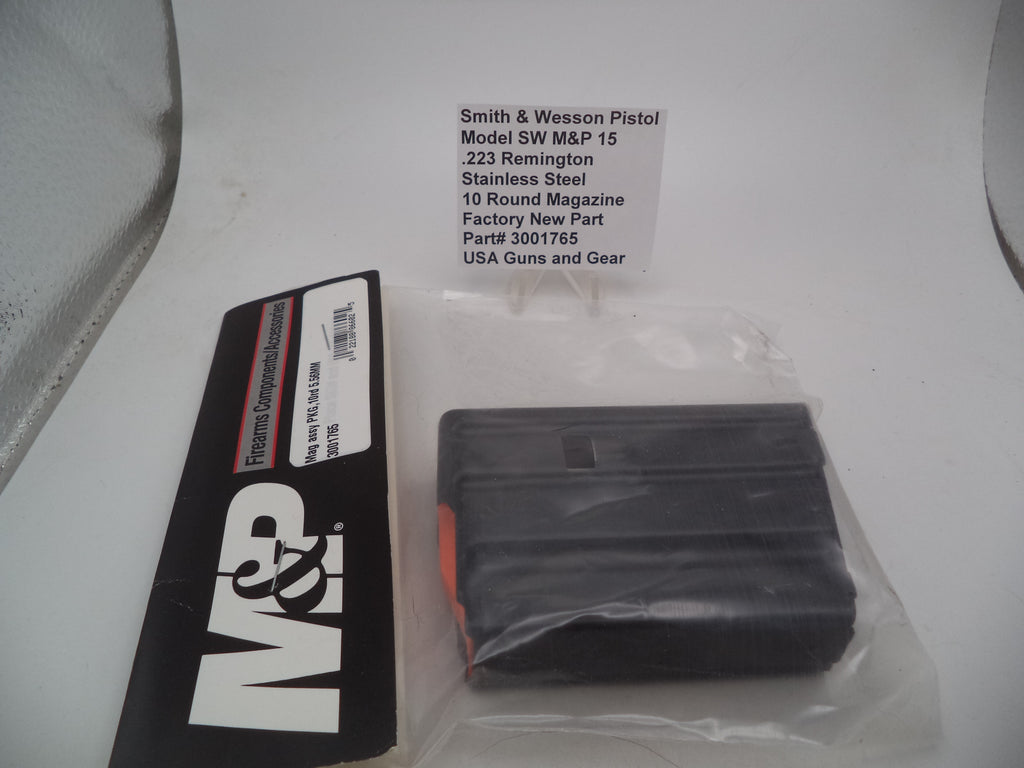 Smith & Wesson Pistol
Model SW M&P 15
.223 Remington
Stainless Steel
10 Round Magazine
Factory New Part
Part# 3001765
USA Guns and Gear
Firearms Components/Accessories
Mag assy PKG,10rd 5.56MM
3001765
M&P®